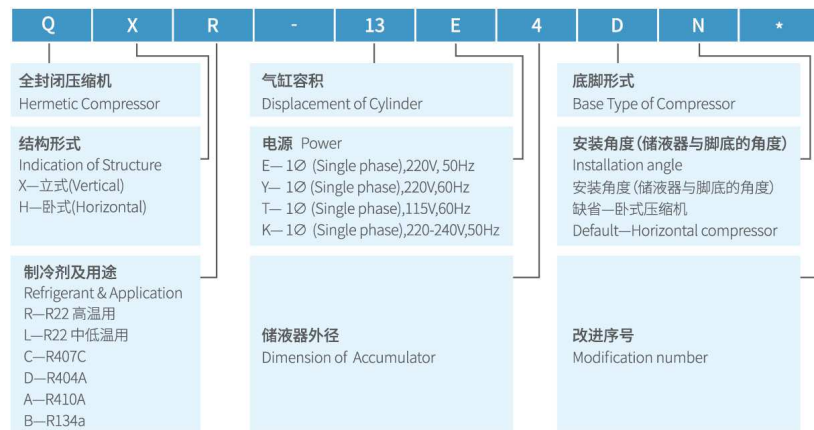 Q X R - 13 E 4 D N *
全封闭压缩机
Hermetic Compressor
结构形式
Indication of Structure
X—立式(Vertical)
H—卧式(Horizontal)
制冷剂及用途
Refrigerant & Application
R—R22 高温用
L—R22 中低温用
C—R407C
D—R404A
A—R410A
B—R134a
气缸容积
Displacement of Cylinder
电源 Power
E— 1∅ (Single phase),220V, 50Hz
Y— 1∅ (Single phase),220V,60Hz
T— 1∅ (Single phase),115V,60Hz
K— 1∅ (Single phase),220-240V,50Hz
储液器外径
Dimension of Accumulator
底脚形式
Base Type of Compressor
安装角度(储液器与脚底的角度)
Installation angle
安装角度(储液器与脚底的角度)
缺省—卧式压缩机
Default—Horizontal compressor
改进序号
Modification number